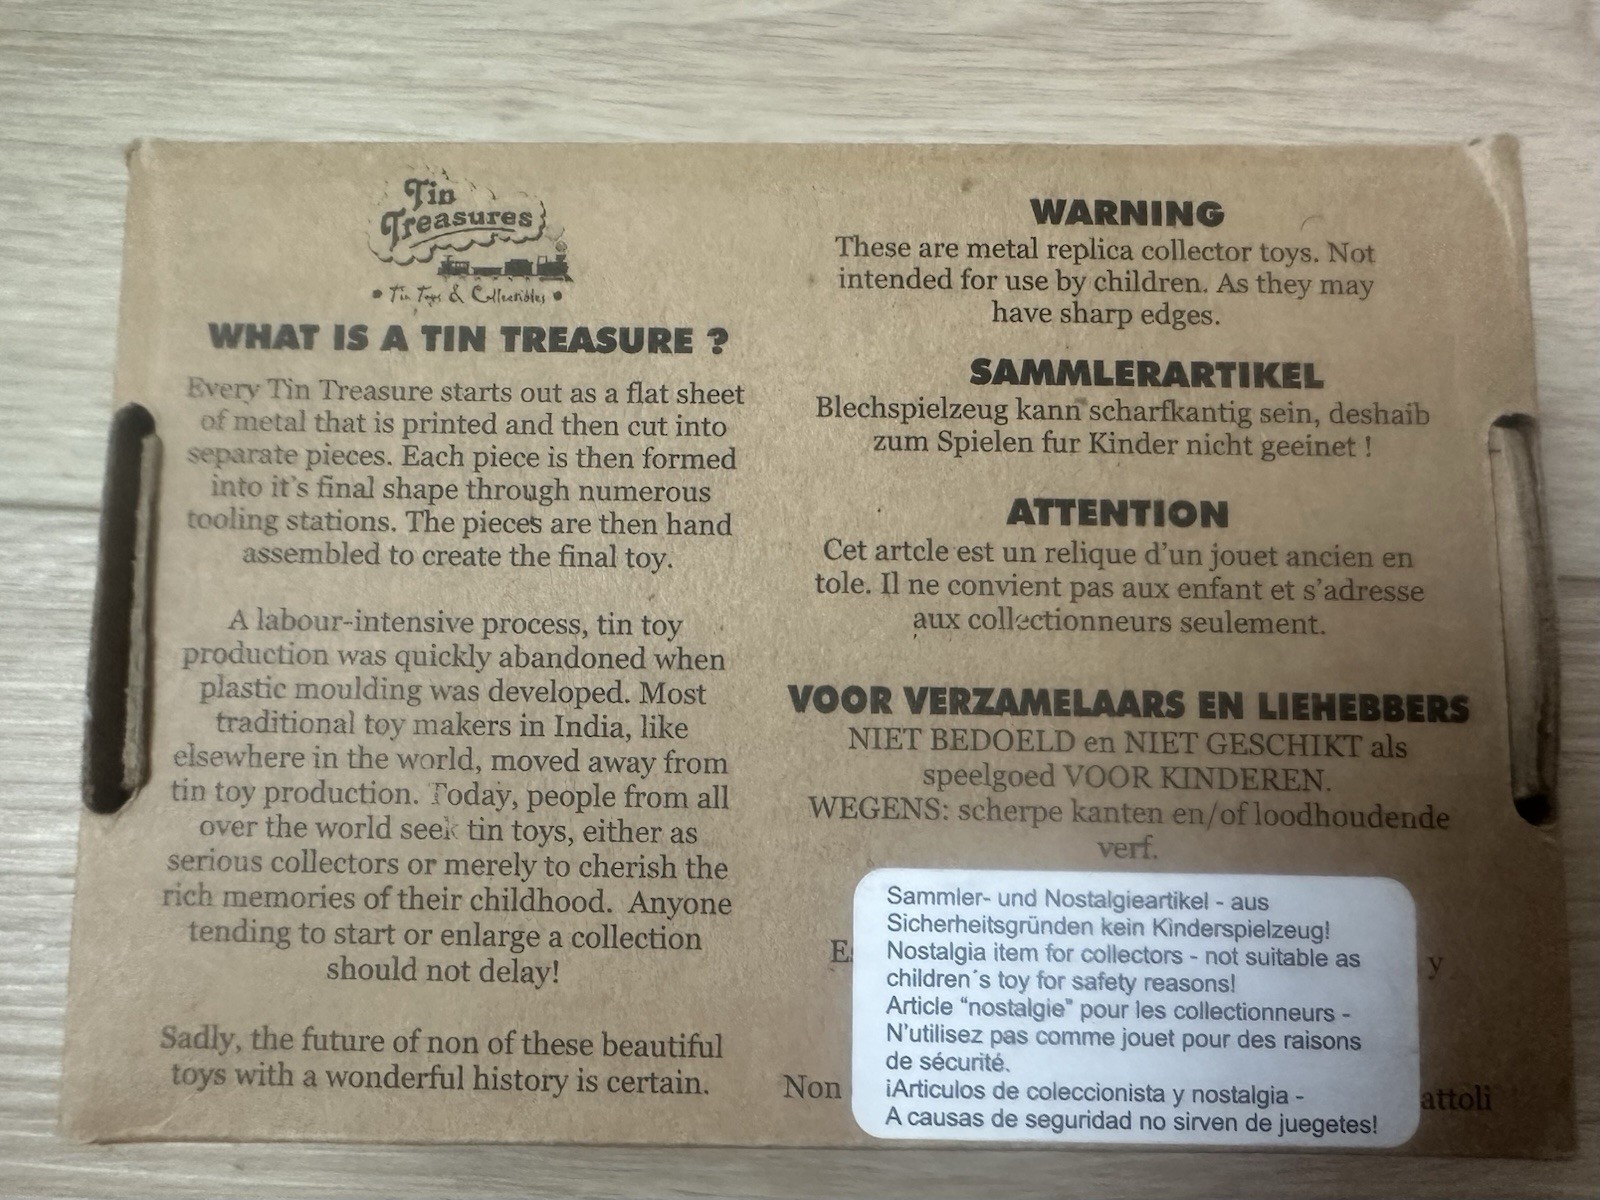 Tin
Treasures
Tin Toys & Collectibles
WHAT IS A TIN TREASURE ?
Every Tin Treasure starts out as a flat sheet
of metal that is printed and then cut into
separate pieces. Each piece is then formed
into it's final shape through numerous
tooling stations. The pieces are then hand
assembled to create the final toy.
A labour-intensive process, tin toy
production was quickly abandoned when
plastic moulding was developed. Most
traditional toy makers in India, like
elsewhere in the world, moved away from
tin toy production. Today, people from all
over the world seek tin toys, either as
serious collectors or merely to cherish the
rich memories of their childhood. Anyone
tending to start or enlarge a collection
should not delay!
Sadly, the future of non of these beautiful
toys with a wonderful history is certain.
WARNING
These are metal replica collector toys. Not
intended for use by children. As they may
have sharp edges.
SAMMLERARTIKEL
Blechspielzeug kann scharfkantig sein, deshaib
zum Spielen fur Kinder nicht geeinet !
ATTENTION
Cet artcle est un relique d'un jouet ancien en
tole. Il ne convient pas aux enfant et s'adresse
aux collectionneurs seulement.
VOOR VERZAMELAARS EN LIEHEBBERS
NIET BEDOELD en NIET GESCHIKT als
speelgoed VOOR KINDEREN.
WEGENS: scherpe kanten en/of loodhoudende
verf.
y
Non
attoli
Sammler- und Nostalgieartikel - aus
Sicherheitsgründen kein Kinderspielzeug!
Nostalgia item for collectors - not suitable as
children´s toy for safety reasons!
Article “nostalgie” pour les collectionneurs -
N'utilisez pas comme jouet pour des raisons
de sécurité.
¡Articulos de coleccionista y nostalgia -
A causas de seguridad no sirven de juegetes!